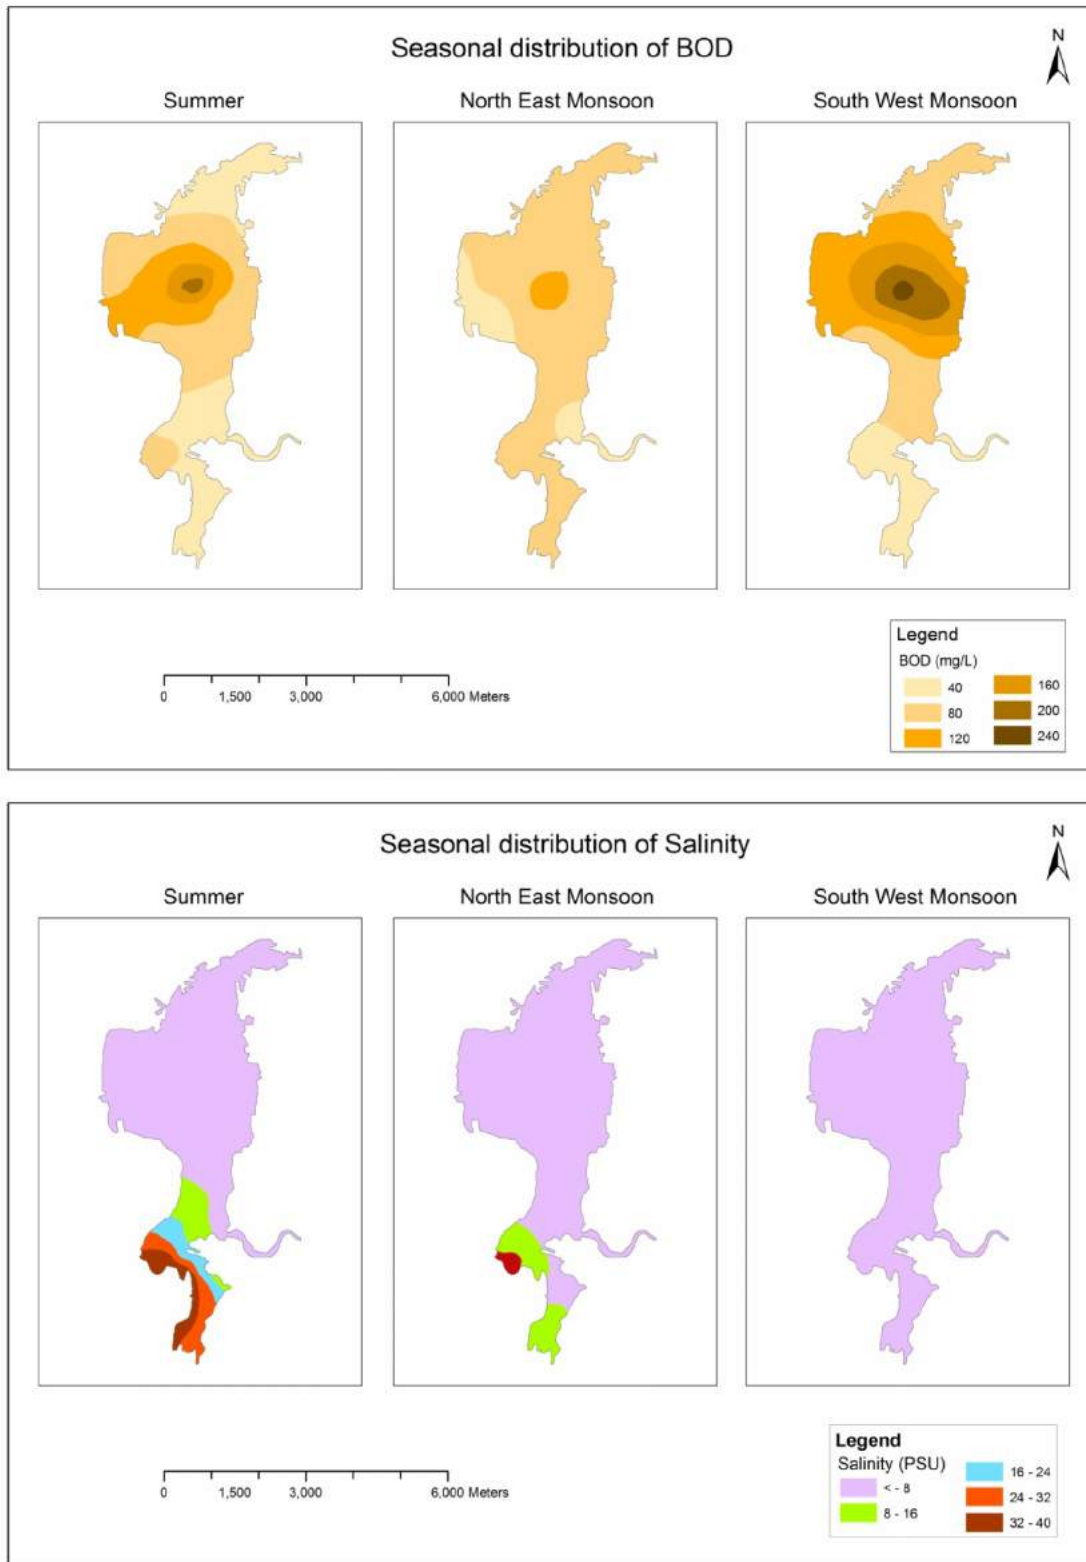 Seasonal distribution of BOD
N
Summer
North East Monsoon
South West Monsoon
0 1,500 3,000 6,000 Meters
Legend
BOD (mg/L)
40 160
80 200
120 240
Seasonal distribution of Salinity
N
Summer
North East Monsoon
South West Monsoon
0 1,500 3,000 6,000 Meters
Legend
Salinity (PSU)
< - 8
8 - 16
16 - 24
24 - 32
32 - 40